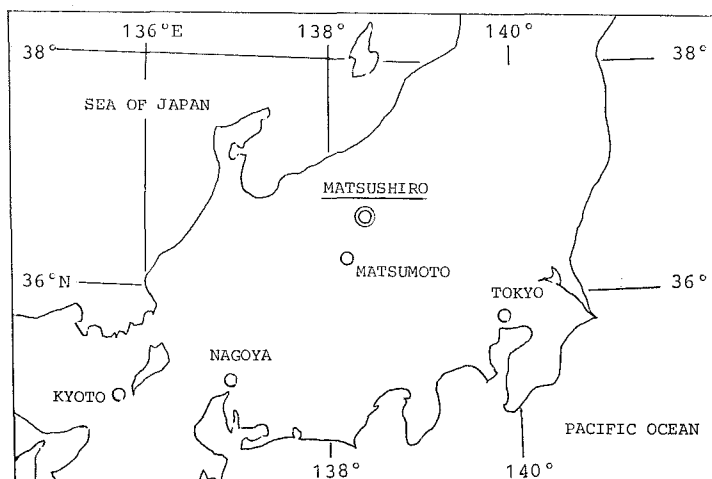 136°E
138°
140°
38°
38°
SEA OF JAPAN
MATSUSHIRO
MATSUMOTO
36°N
36°
TOKYO
NAGOYA
KYOTO
PACIFIC OCEAN
138°
140°